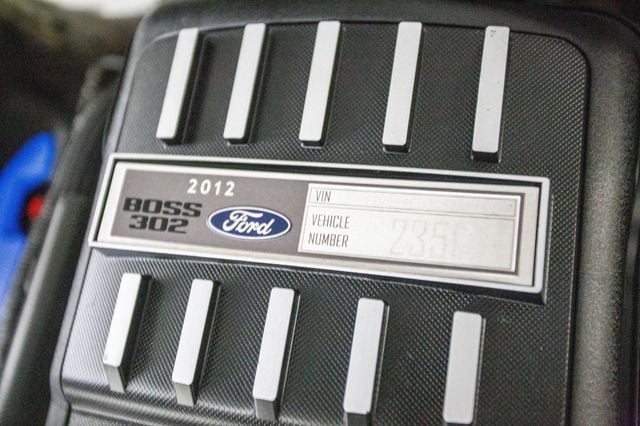 2012
BOSS
302
Ford
VIN
VEHICLE
NUMBER